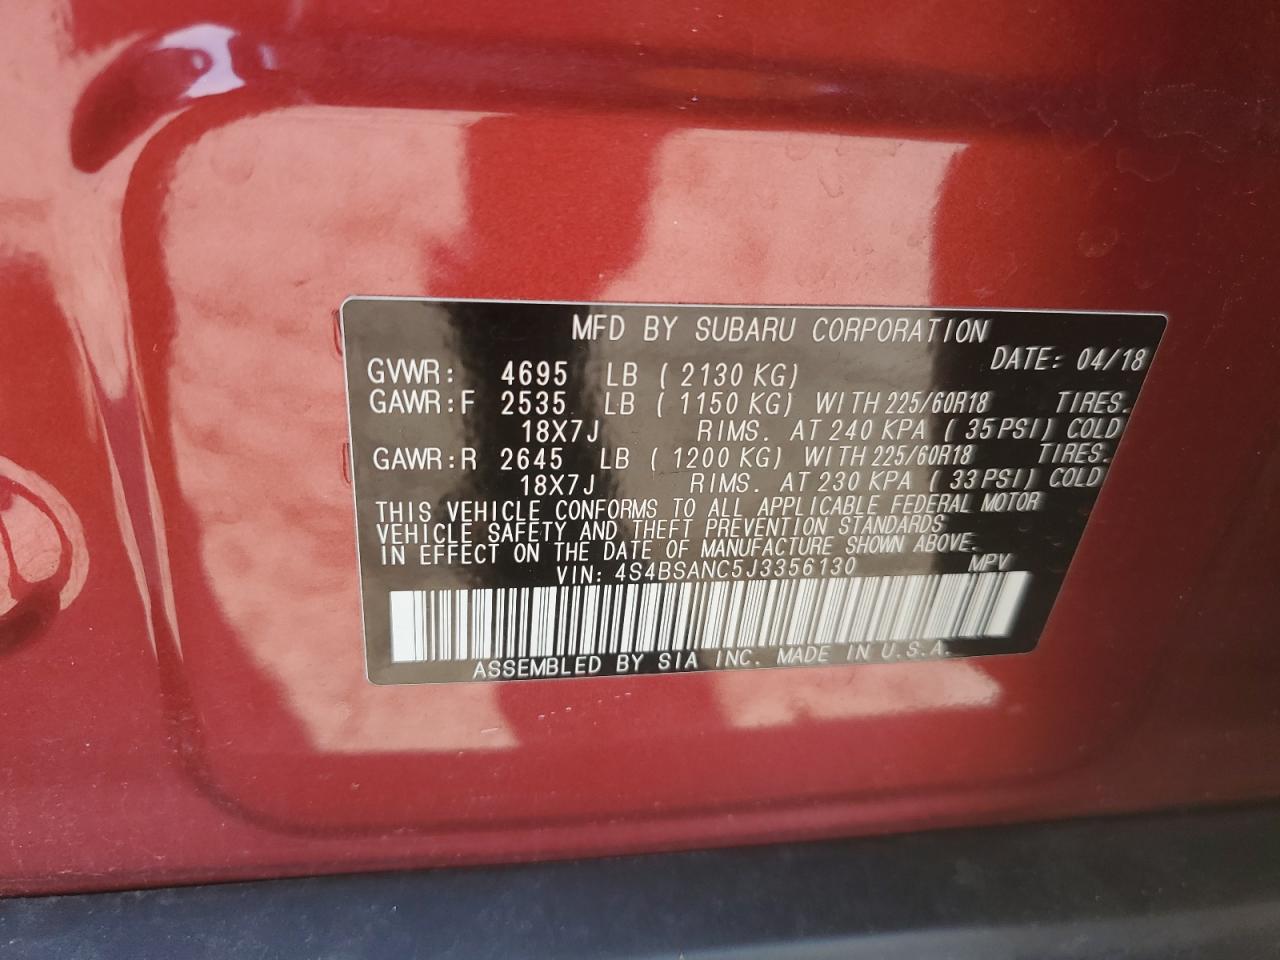 MFD BY SUBARU CORPORATION
DATE: 04/18
GVWR: 4695 LB ( 2130 KG)
GAWR:F 2535 LB ( 1150 KG) WITH 225/60R18 TIRES.
18X7J RIMS. AT 240 KPA ( 35 PSI) COLD
GAWR:R 2645 LB ( 1200 KG) WITH 225/60R18 TIRES.
18X7J RIMS. AT 230 KPA ( 33 PSI) COLD
THIS VEHICLE CONFORMS TO ALL APPLICABLE FEDERAL MOTOR
VEHICLE SAFETY AND THEFT PREVENTION STANDARDS
IN EFFECT ON THE DATE OF MANUFACTURE SHOWN ABOVE.
VIN: 4S4BSANC5J3356130 MPV
ASSEMBLED BY SIA INC. MADE IN U.S.A.